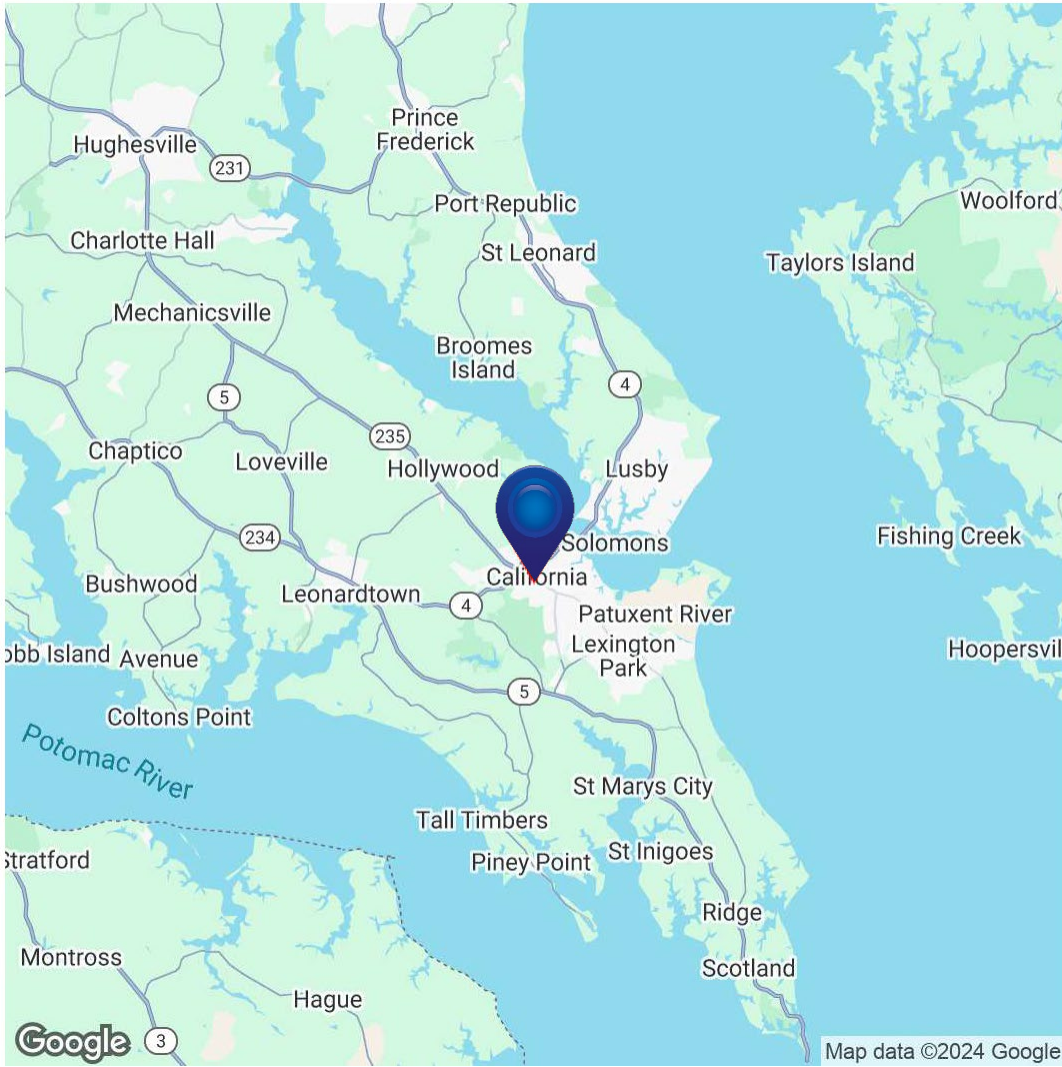 Prince
Frederick
Hughesville
231
Port Republic
Woolford
Charlotte Hall
St Leonard
Taylors Island
Mechanicsville
Broomes
Island
4
5
235
Chaptico
Loveville
Hollywood
Lusby
234
Solomons
Fishing Creek
California
Bushwood
Leonardtown
4
Patuxent River
Lexington
Park
obb Island
Avenue
Hoopersvil
5
Coltons Point
Potomac River
St Marys City
Tall Timbers
Stratford
Piney Point
St Inigoes
Ridge
Montross
Scotland
Hague
3
Google
Map data ©2024 Google